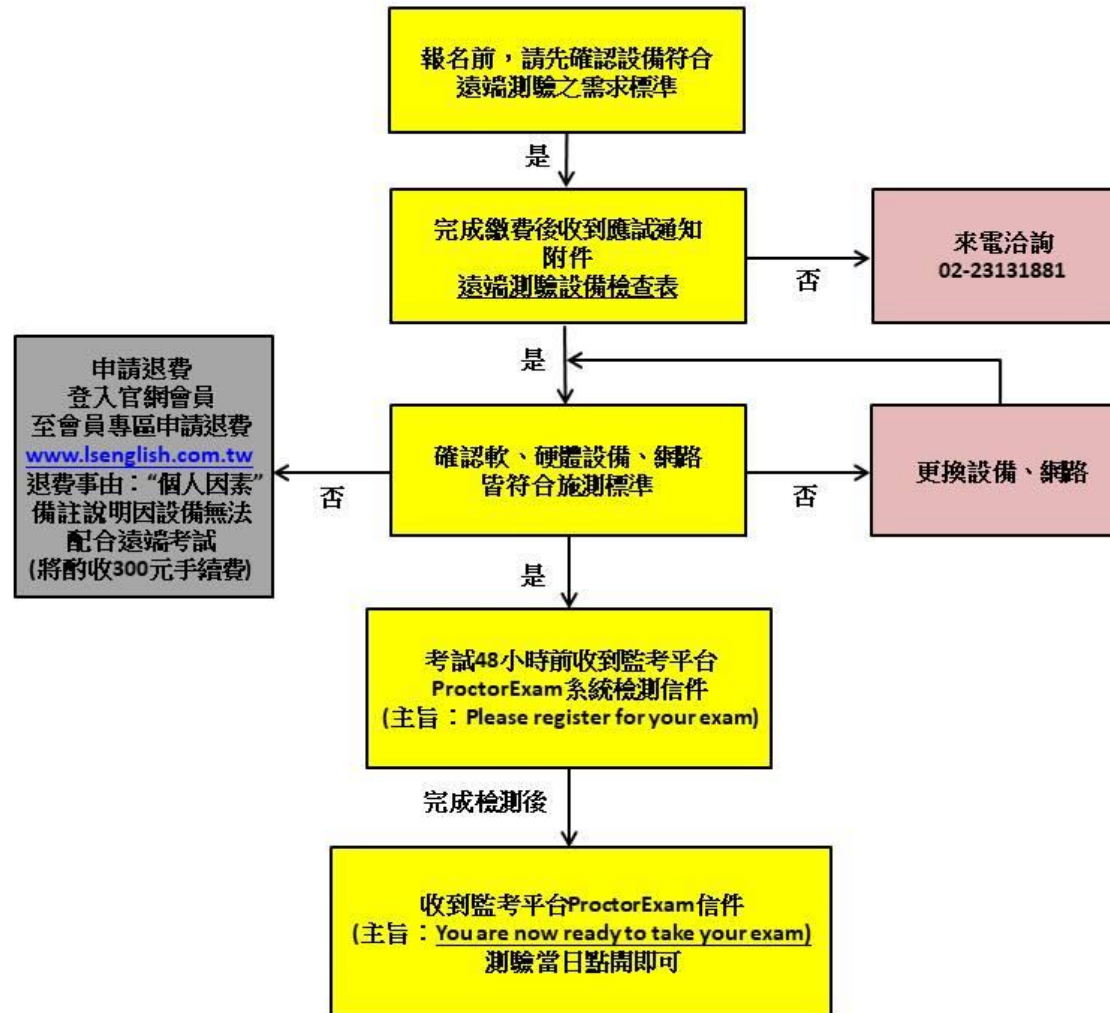 報名前，請先確認設備符合
遠端測驗之需求標準
是
完成繳費後收到應試通知
附件
遠端測驗設備檢查表
否
來電洽詢
02-23131881
是
申請退費
登入官網會員
至會員專區申請退費
www.lsenglish.com.tw
退費事由：“個人因素”
備註說明因設備無法
配合遠端考試
(將酌收300元手續費)
否
確認軟、硬體設備、網路
皆符合施測標準
否
更換設備、網路
是
考試48小時前收到監考平台
ProctorExam系統檢測信件
(主旨：Please register for your exam)
完成檢測後
收到監考平台ProctorExam信件
(主旨：You are now ready to take your exam)
測驗當日點開即可